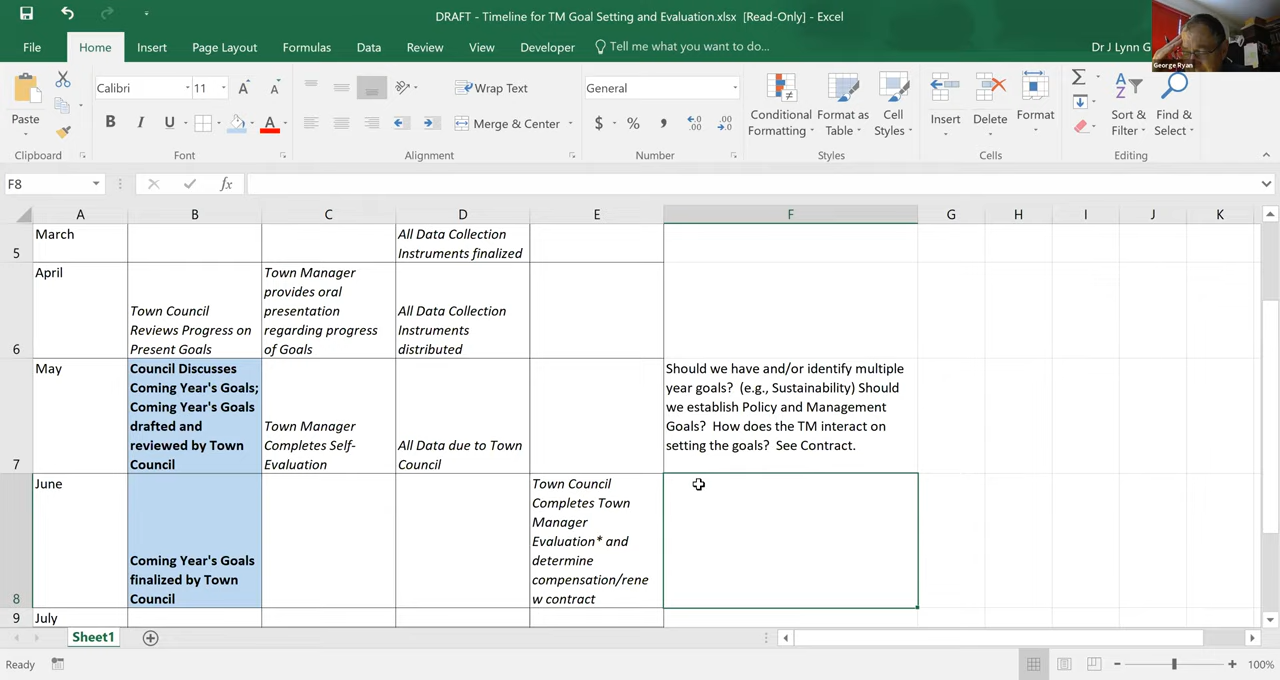 DRAFT - Timeline for TM Goal Setting and Evaluation.xlsx [Read-Only] - Excel
File Home Insert Page Layout Formulas Data Review View Developer Tell me what you want to do... Dr J Lynn G
George Ryan
Calibri 11 Wrap Text General
Paste B I U A Merge & Center $ % , Conditional Formatting Format as Table Cell Styles Insert Delete Format Sort & Filter Find & Select
Clipboard Font Alignment Number Styles Cells Editing
F8 fx
A B C D E F G H I J K
5 March
All Data Collection
Instruments finalized
6 April
Town Council
Reviews Progress on
Present Goals
Town Manager
provides oral
presentation
regarding progress
of Goals
All Data Collection
Instruments
distributed
7 May
Council Discusses
Coming Year's Goals;
Coming Year's Goals
drafted and
reviewed by Town
Council
Town Manager
Completes Self-
Evaluation
All Data due to Town
Council
Should we have and/or identify multiple
year goals? (e.g., Sustainability) Should
we establish Policy and Management
Goals? How does the TM interact on
setting the goals? See Contract.
8 June
Coming Year's Goals
finalized by Town
Council
Town Council
Completes Town
Manager
Evaluation* and
determine
compensation/rene
w contract
9 July
Sheet1
Ready 100%